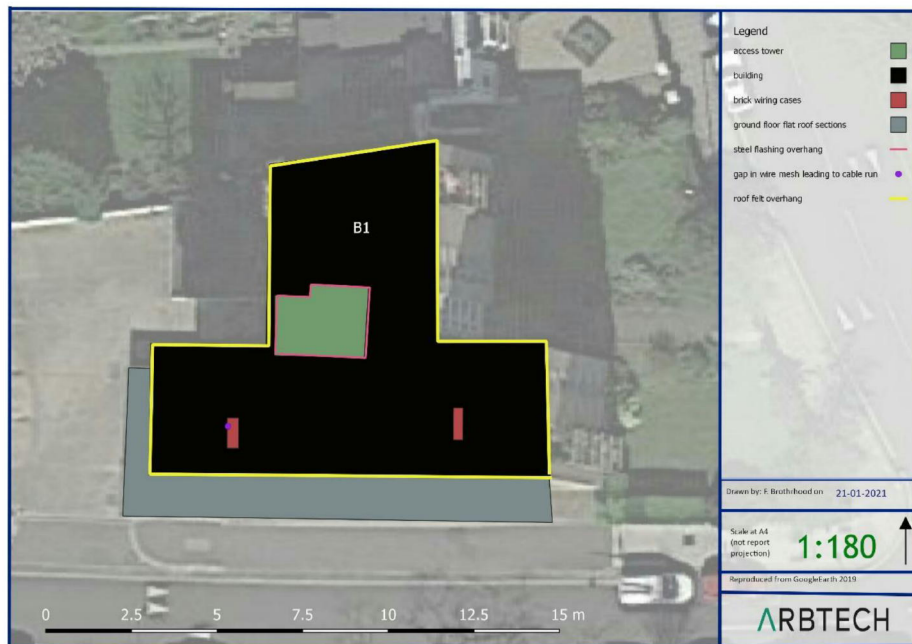 Legend
access tower
building
brick wiring cases
ground floor flat roof sections
steel flashing overhang
gap in wire mesh leading to cable run
roof felt overhang
B1
Drawn by: F. Brothrhood on 21-01-2021
Scale at A4
(not report
projection)
1:180
Reproduced from GoogleEarth 2019
ARBTECH
0 2.5 5 7.5 10 12.5 15 m